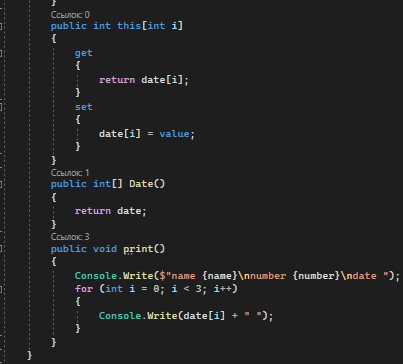 }
Ссылок: 0
public int this[int i]
{
get
{
return date[i];
}
set
{
date[i] = value;
}
}
Ссылок: 1
public int[] Date()
{
return date;
}
Ссылок: 3
public void print()
{
Console.Write($"name {name}\nnumber {number}\ndate ");
for (int i = 0; i < 3; i++)
{
Console.Write(date[i] + " ");
}
}
}